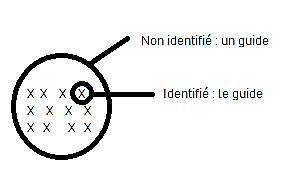 Non identifié : un guide
X X X X
Identifié : le guide
X X X X
X X X X